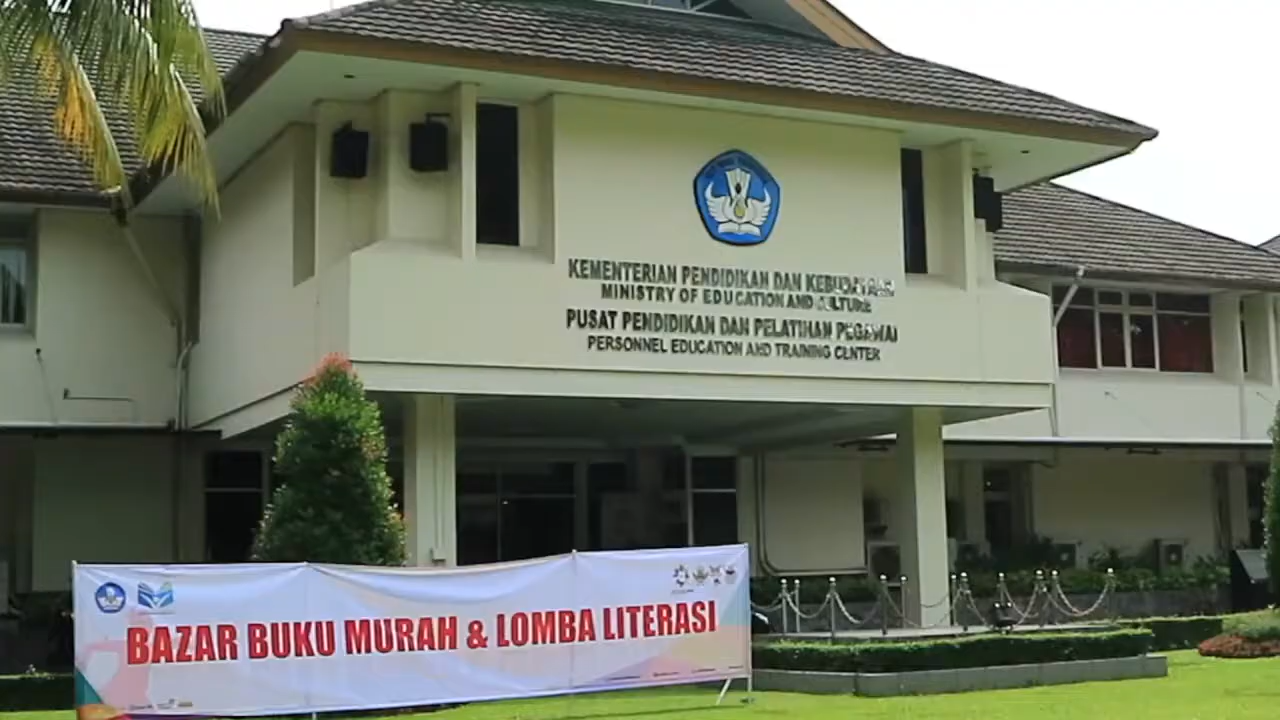 KEMENTERIAN PENDIDIKAN DAN KEBUDAYAAN
MINISTRY OF EDUCATION AND CULTURE
PUSAT PENDIDIKAN DAN PELATIHAN PEGAWAI
PERSONNEL EDUCATION AND TRAINING CENTER
BAZAR BUKU MURAH & LOMBA LITERASI